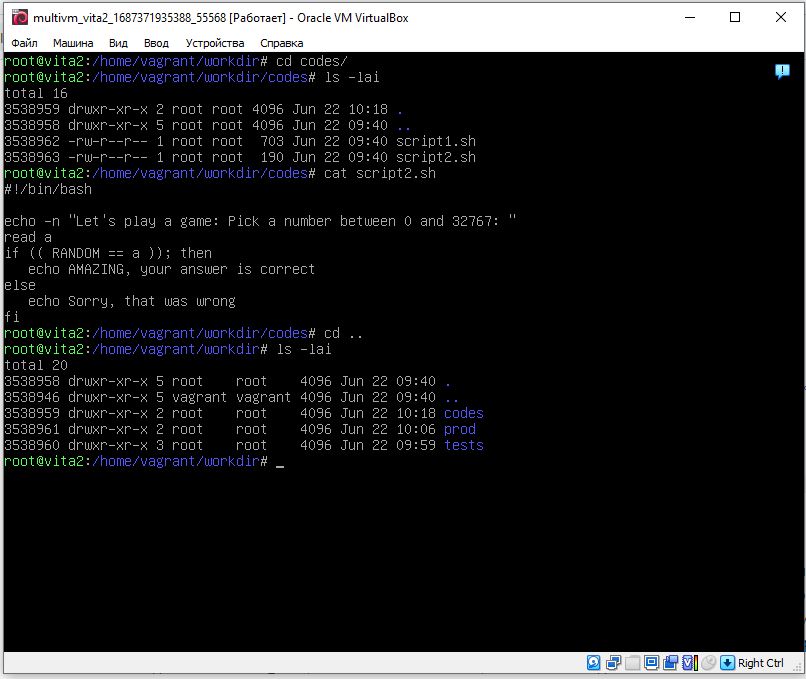 multivm_vita2_1687371935388_55568 [Работает] - Oracle VM VirtualBox
Файл Машина Вид Ввод Устройства Справка
root@vita2:/home/vagrant/workdir# cd codes/
root@vita2:/home/vagrant/workdir/codes# ls -lai
total 16
3538959 drwxr-xr-x 2 root root 4096 Jun 22 10:18 .
3538958 drwxr-xr-x 5 root root 4096 Jun 22 09:40 ..
3538962 -rw-r--r-- 1 root root  703 Jun 22 09:40 script1.sh
3538963 -rw-r--r-- 1 root root  190 Jun 22 09:40 script2.sh
root@vita2:/home/vagrant/workdir/codes# cat script2.sh
#!/bin/bash
echo -n "Let's play a game: Pick a number between 0 and 32767: "
read a
if (( RANDOM == a )); then
   echo AMAZING, your answer is correct
else
   echo Sorry, that was wrong
fi
root@vita2:/home/vagrant/workdir/codes# cd ..
root@vita2:/home/vagrant/workdir# ls -lai
total 20
3538958 drwxr-xr-x 5 root    root    4096 Jun 22 09:40 .
3538946 drwxr-xr-x 5 vagrant vagrant 4096 Jun 22 09:40 ..
3538959 drwxr-xr-x 2 root    root    4096 Jun 22 10:18 codes
3538961 drwxr-xr-x 2 root    root    4096 Jun 22 10:06 prod
3538960 drwxr-xr-x 3 root    root    4096 Jun 22 09:59 tests
root@vita2:/home/vagrant/workdir# _
Right Ctrl